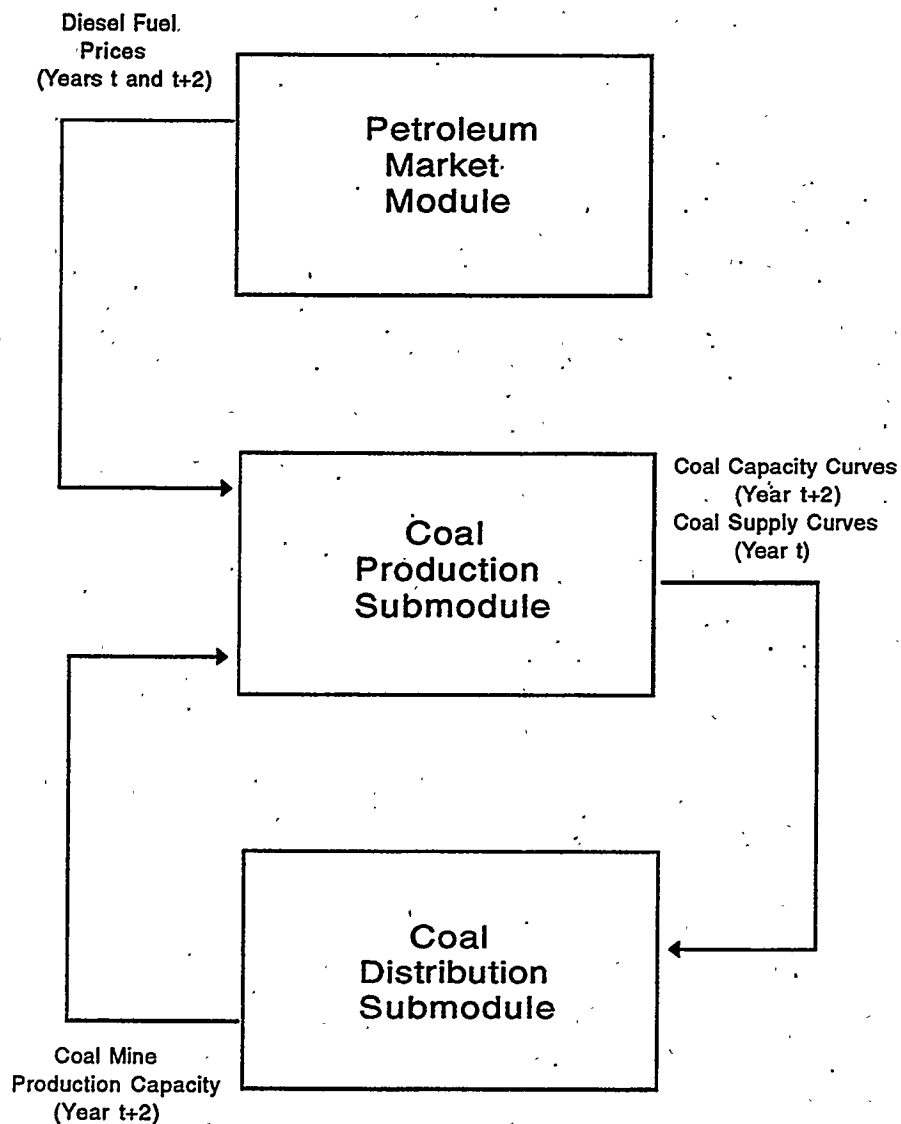 Diesel Fuel
Prices
(Years t and t+2)
Petroleum
Market
Module
Coal Capacity Curves
(Year t+2)
Coal Supply Curves
(Year t)
Coal
Production
Submodule
Coal
Distribution
Submodule
Coal Mine
Production Capacity
(Year t+2)